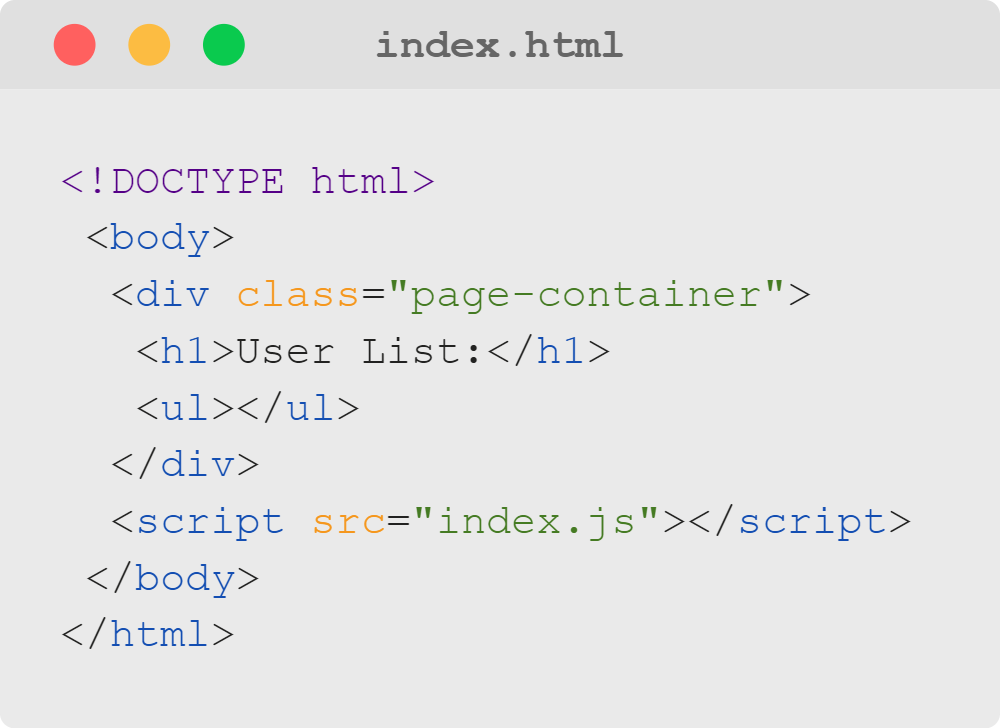 index.html
<!DOCTYPE html>
<body>
<div class="page-container">
<h1>User List:</h1>
<ul></ul>
</div>
<script src="index.js"></script>
</body>
</html>